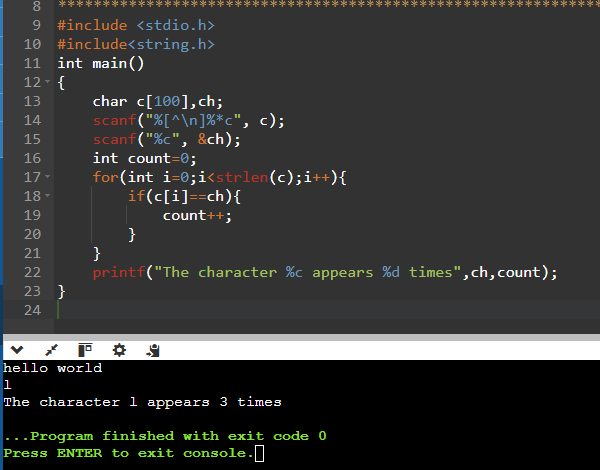 8 **************************************************************
9 #include <stdio.h>
10 #include<string.h>
11 int main()
12 {
13 char c[100],ch;
14 scanf("%[^\n]%*c", c);
15 scanf("%c", &ch);
16 int count=0;
17 for(int i=0;i<strlen(c);i++){
18 if(c[i]==ch){
19 count++;
20 }
21 }
22 printf("The character %c appears %d times",ch,count);
23 }
24
hello world
l
The character l appears 3 times
...Program finished with exit code 0
Press ENTER to exit console.